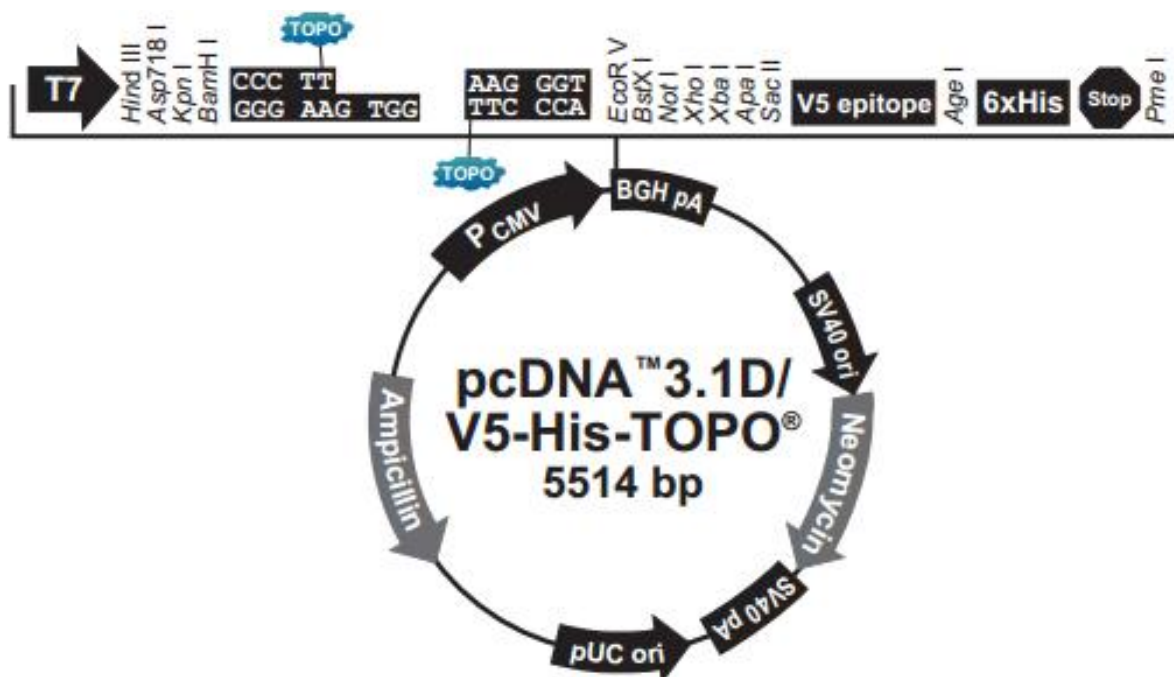 TOPO
T7
Hind III
Asp718 I
Kpn I
BamH I
CCC TT
GGG AAG TGG
AAG GGT
TTC CCA
TOPO
EcoR V
BstX I
Not I
Xho I
Xba I
Apa I
Sac II
V5 epitope
Age I
6xHis
Stop
Pme I
P CMV
BGH pA
SV40 ori
Neomycin
SV40 pA
pUC ori
Ampicillin
pcDNA™3.1D/
V5-His-TOPO®
5514 bp